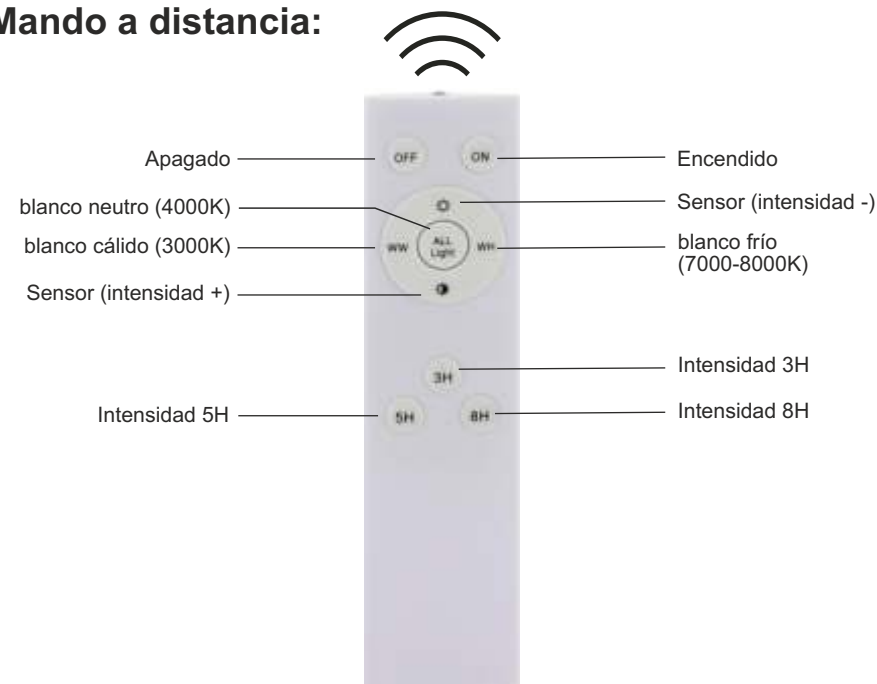 Mando a distancia:
Apagado
OFF
ON
Encendido
blanco neutro (4000K)
Sensor (intensidad -)
blanco cálido (3000K)
WW
ALL
Light
WH
blanco frío
(7000-8000K)
Sensor (intensidad +)
3H
Intensidad 3H
Intensidad 5H
5H
8H
Intensidad 8H